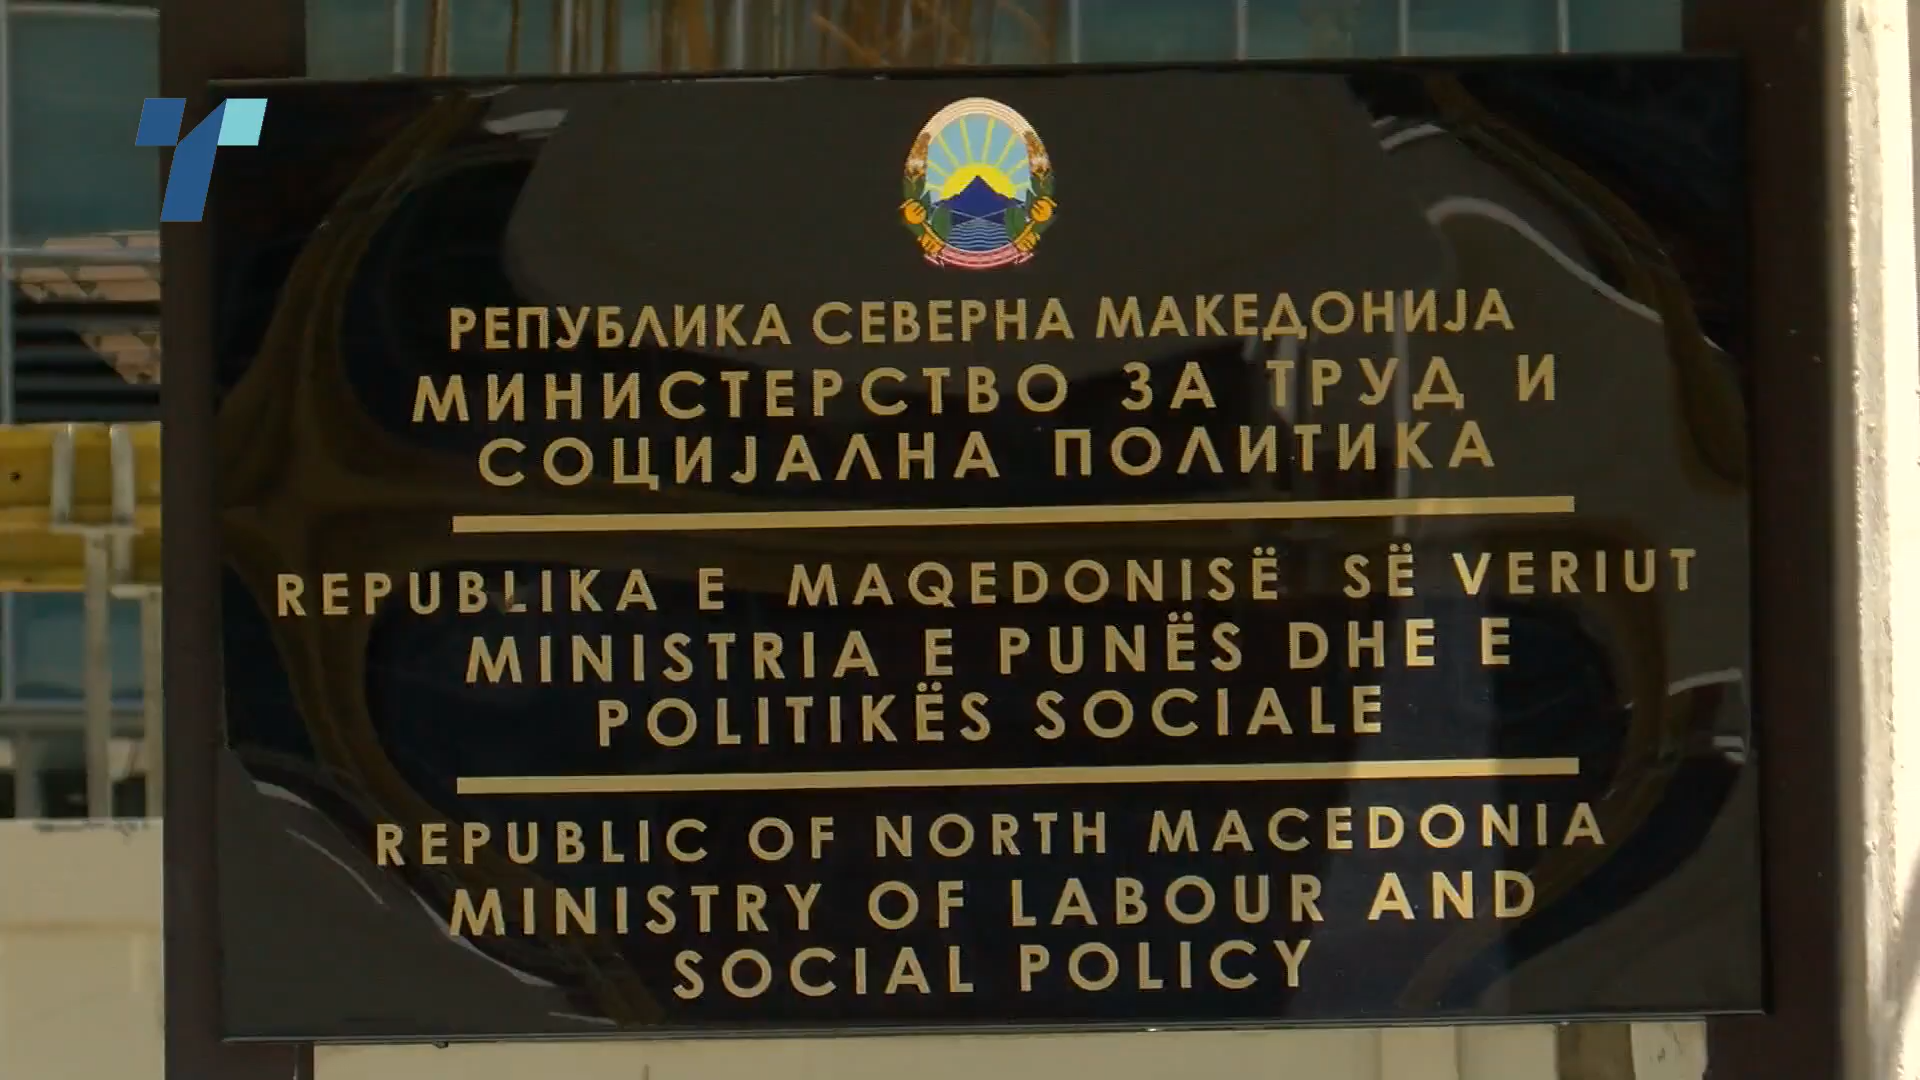 РЕПУБЛИКА СЕВЕРНА МАКЕДОНИЈА
МИНИСТЕРСТВО ЗА ТРУД И
СОЦИЈАЛНА ПОЛИТИКА
REPUBLIKA E MAQEDONISË SË VERIUT
MINISTRIA E PUNËS DHE E
POLITIKËS SOCIALE
REPUBLIC OF NORTH MACEDONIA
MINISTRY OF LABOUR AND
SOCIAL POLICY